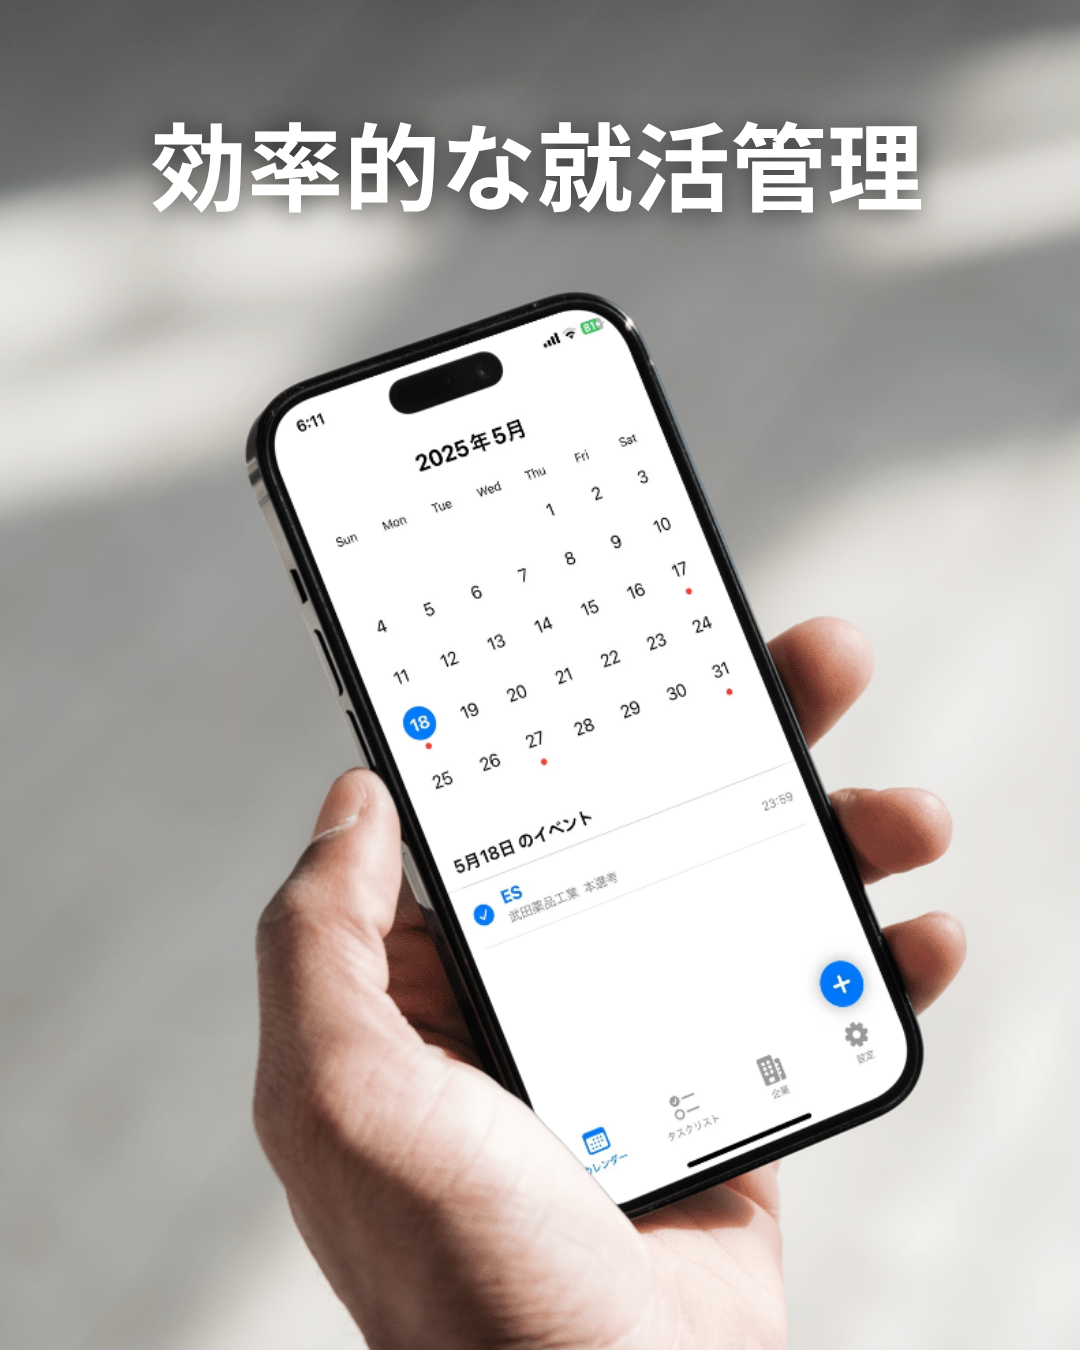 効率的な就活管理
6:11
81
2025年5月
Sun Mon Tue Wed Thu Fri Sat
1 2 3
4 5 6 7 8 9 10
11 12 13 14 15 16 17
18 19 20 21 22 23 24
25 26 27 28 29 30 31
5月18日 のイベント
ES 23:59
武田薬品工業 本選考
カレンダー タスクリスト 企業 設定